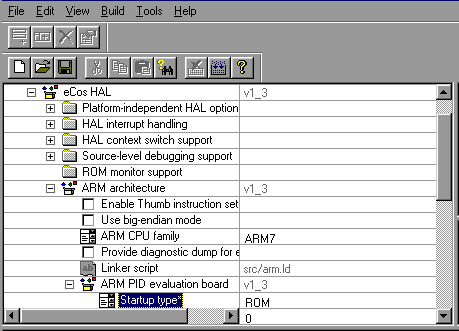 File Edit View Build Tools Help
eCos HAL v1_3
Platform-independent HAL option
HAL interrupt handling
HAL context switch support
Source-level debugging support
ROM monitor support
ARM architecture v1_3
Enable Thumb instruction set
Use big-endian mode
ARM CPU family ARM7
Provide diagnostic dump for e
Linker script src/arm.ld
ARM PID evaluation board v1_3
Startup type* ROM
0